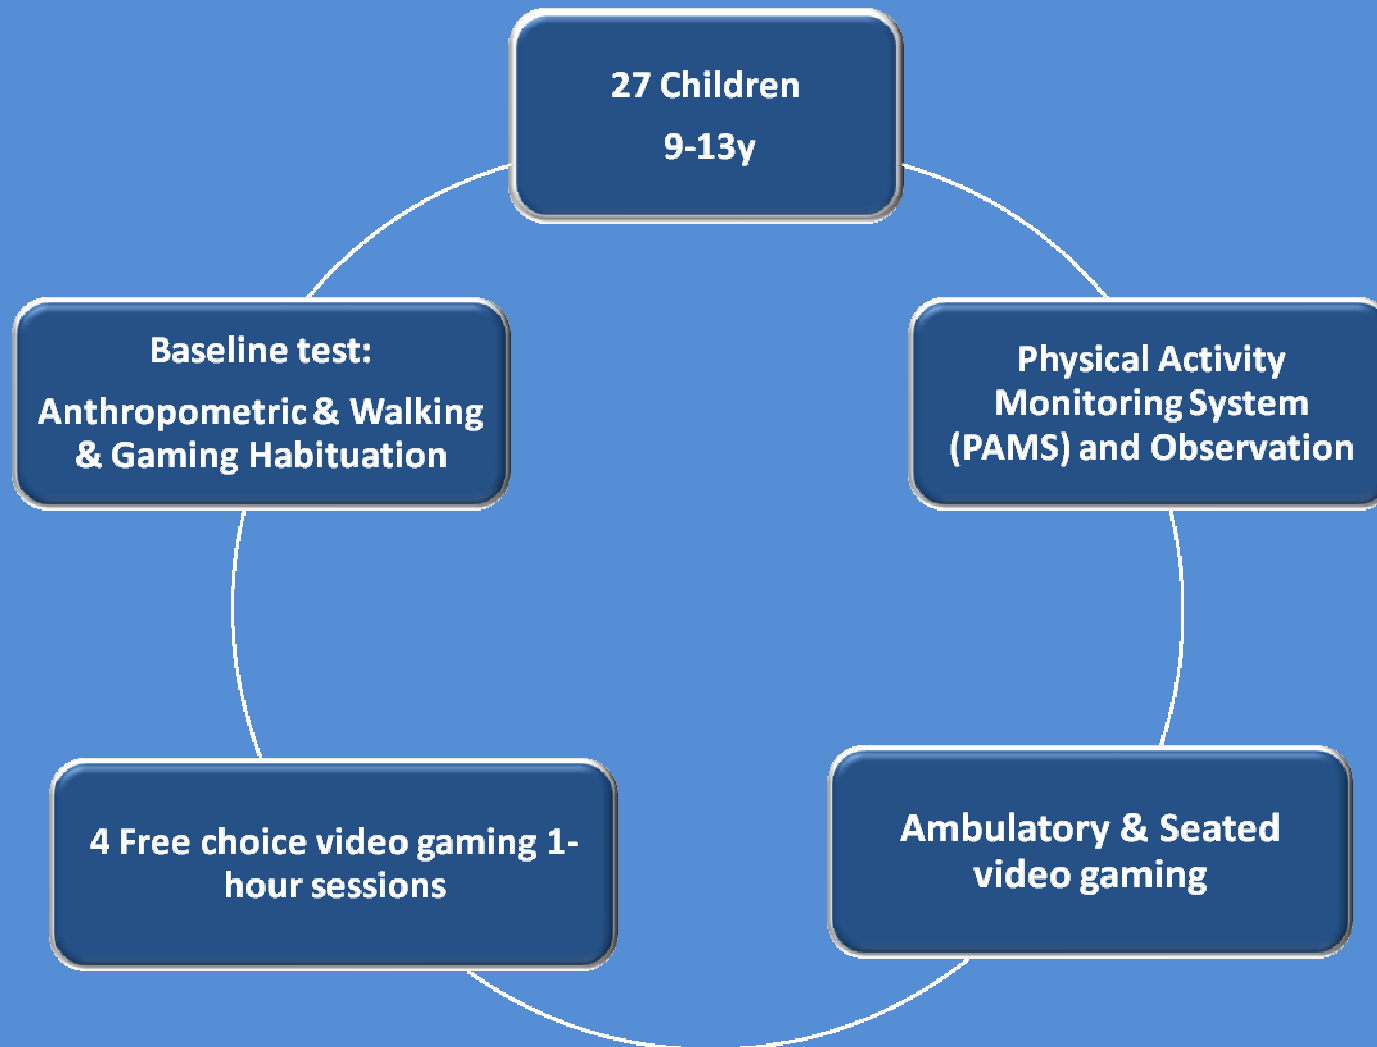 27 Children
9-13y
Baseline test:
Anthropometric & Walking
& Gaming Habituation
Physical Activity
Monitoring System
(PAMS) and Observation
4 Free choice video gaming 1-
hour sessions
Ambulatory & Seated
video gaming